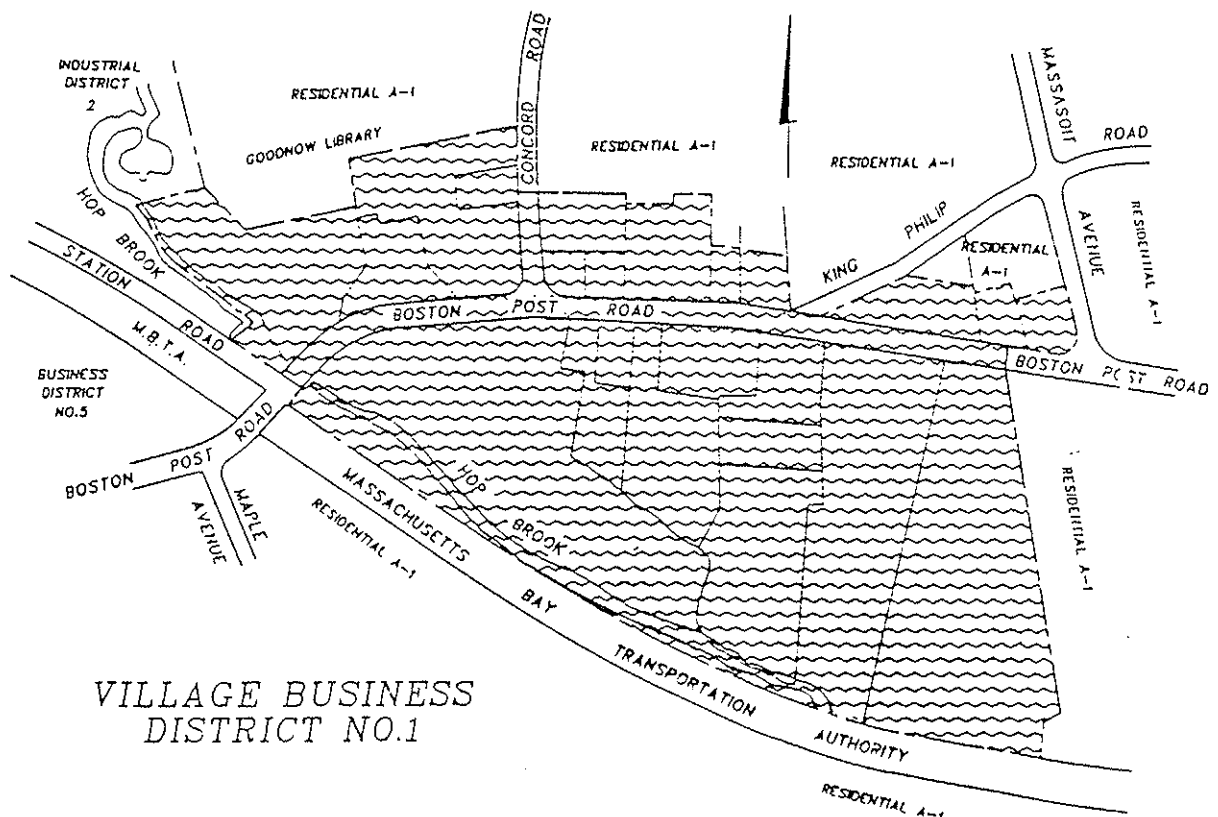 INDUSTRIAL
DISTRICT
2
RESIDENTIAL A-1
GOODNOW LIBRARY
CONCORD ROAD
RESIDENTIAL A-1
RESIDENTIAL A-1
MASSASOIT
ROAD
AVENUE
KING PHILIP
RESIDENTIAL
A-1
RESIDENTIAL A-1
HOP
BROOK
STATION ROAD
M.B.T.A.
BOSTON POST ROAD
BOSTON POST ROAD
BUSINESS
DISTRICT
NO.5
BOSTON POST ROAD
MAPLE
AVENUE
RESIDENTIAL A-1
HOP
BROOK
MASSACHUSETTS
BAY
TRANSPORTATION
AUTHORITY
RESIDENTIAL A-1
RESIDENTIAL A-1
VILLAGE BUSINESS
DISTRICT NO.1